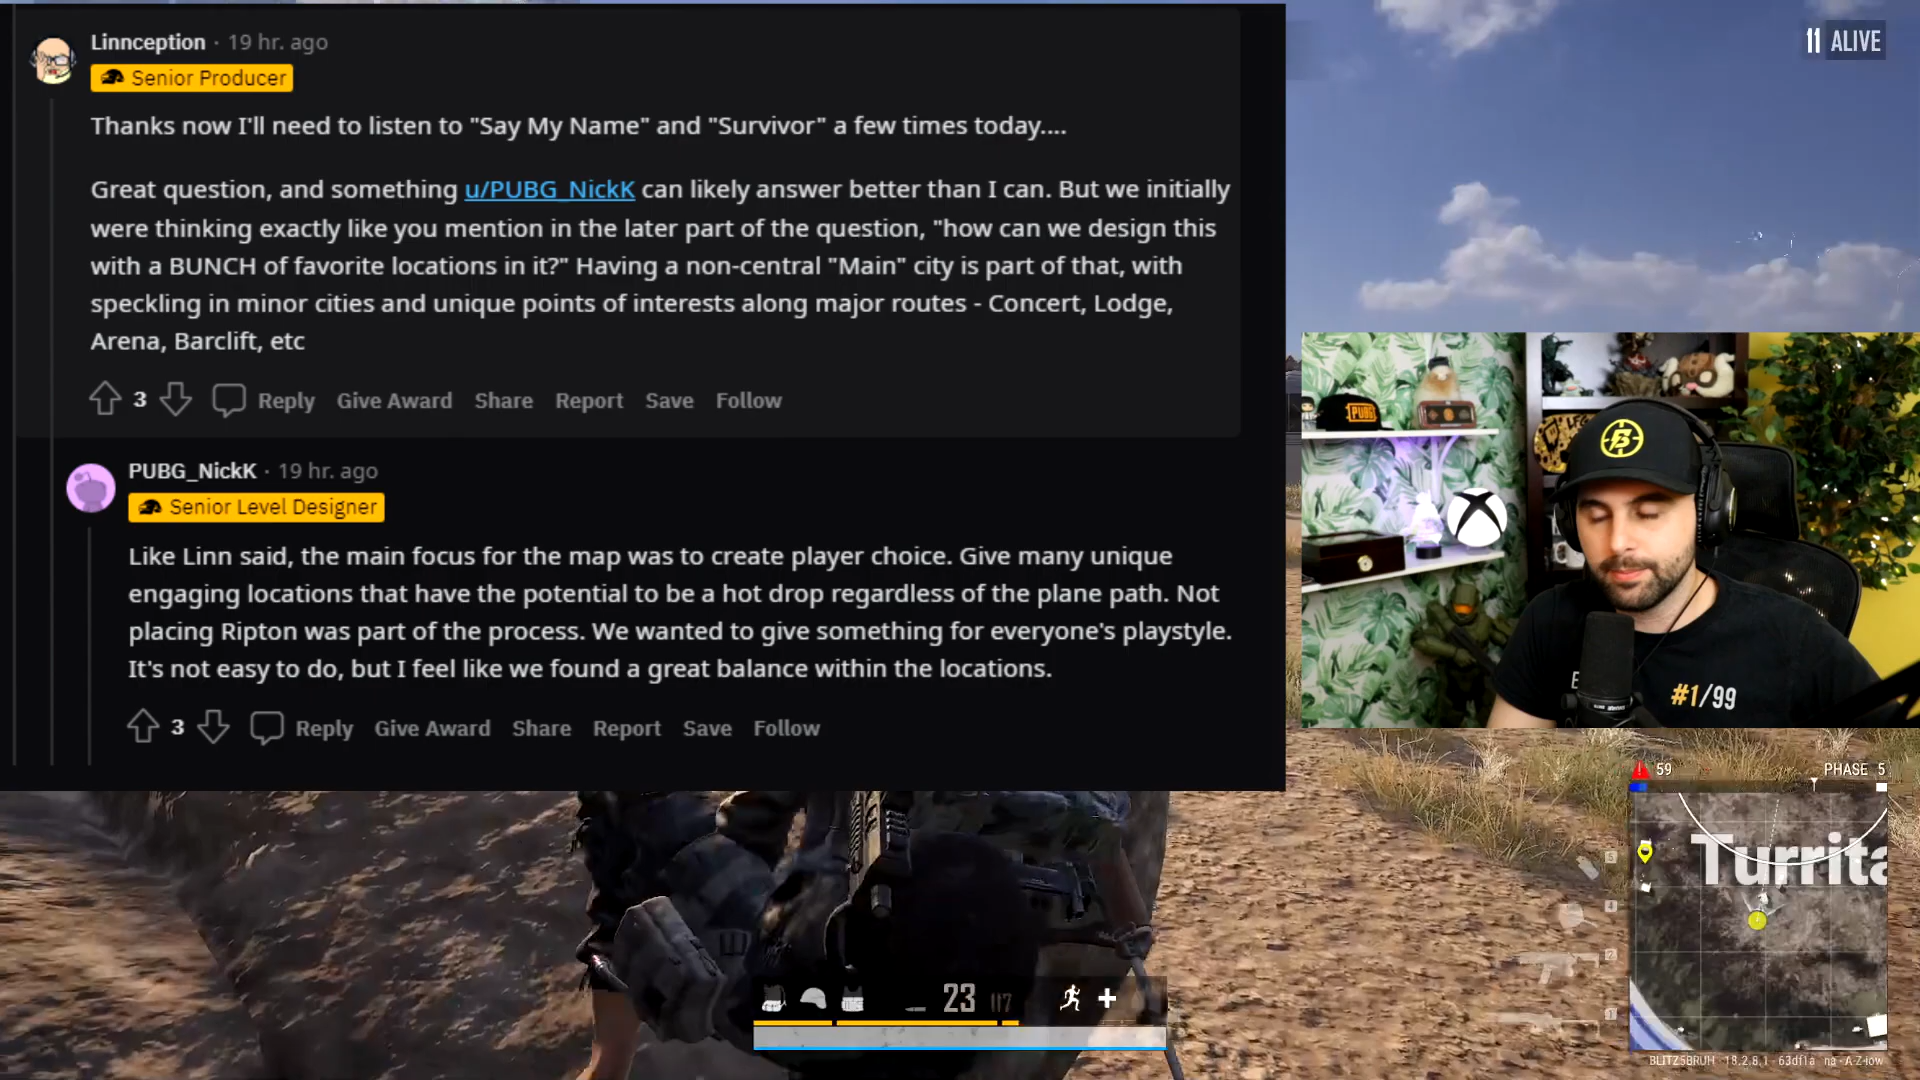 Linnception · 19 hr. ago
Senior Producer
Thanks now I'll need to listen to "Say My Name" and "Survivor" a few times today....
Great question, and something u/PUBG_NickK can likely answer better than I can. But we initially
were thinking exactly like you mention in the later part of the question, "how can we design this
with a BUNCH of favorite locations in it?" Having a non-central "Main" city is part of that, with
speckling in minor cities and unique points of interests along major routes - Concert, Lodge,
Arena, Barclift, etc
3 Reply Give Award Share Report Save Follow
PUBG_NickK · 19 hr. ago
Senior Level Designer
Like Linn said, the main focus for the map was to create player choice. Give many unique
engaging locations that have the potential to be a hot drop regardless of the plane path. Not
placing Ripton was part of the process. We wanted to give something for everyone's playstyle.
It's not easy to do, but I feel like we found a great balance within the locations.
3 Reply Give Award Share Report Save Follow
11 ALIVE
PUBG
#1/99
59 PHASE 5
Turrita
5
4
2
1
23 117